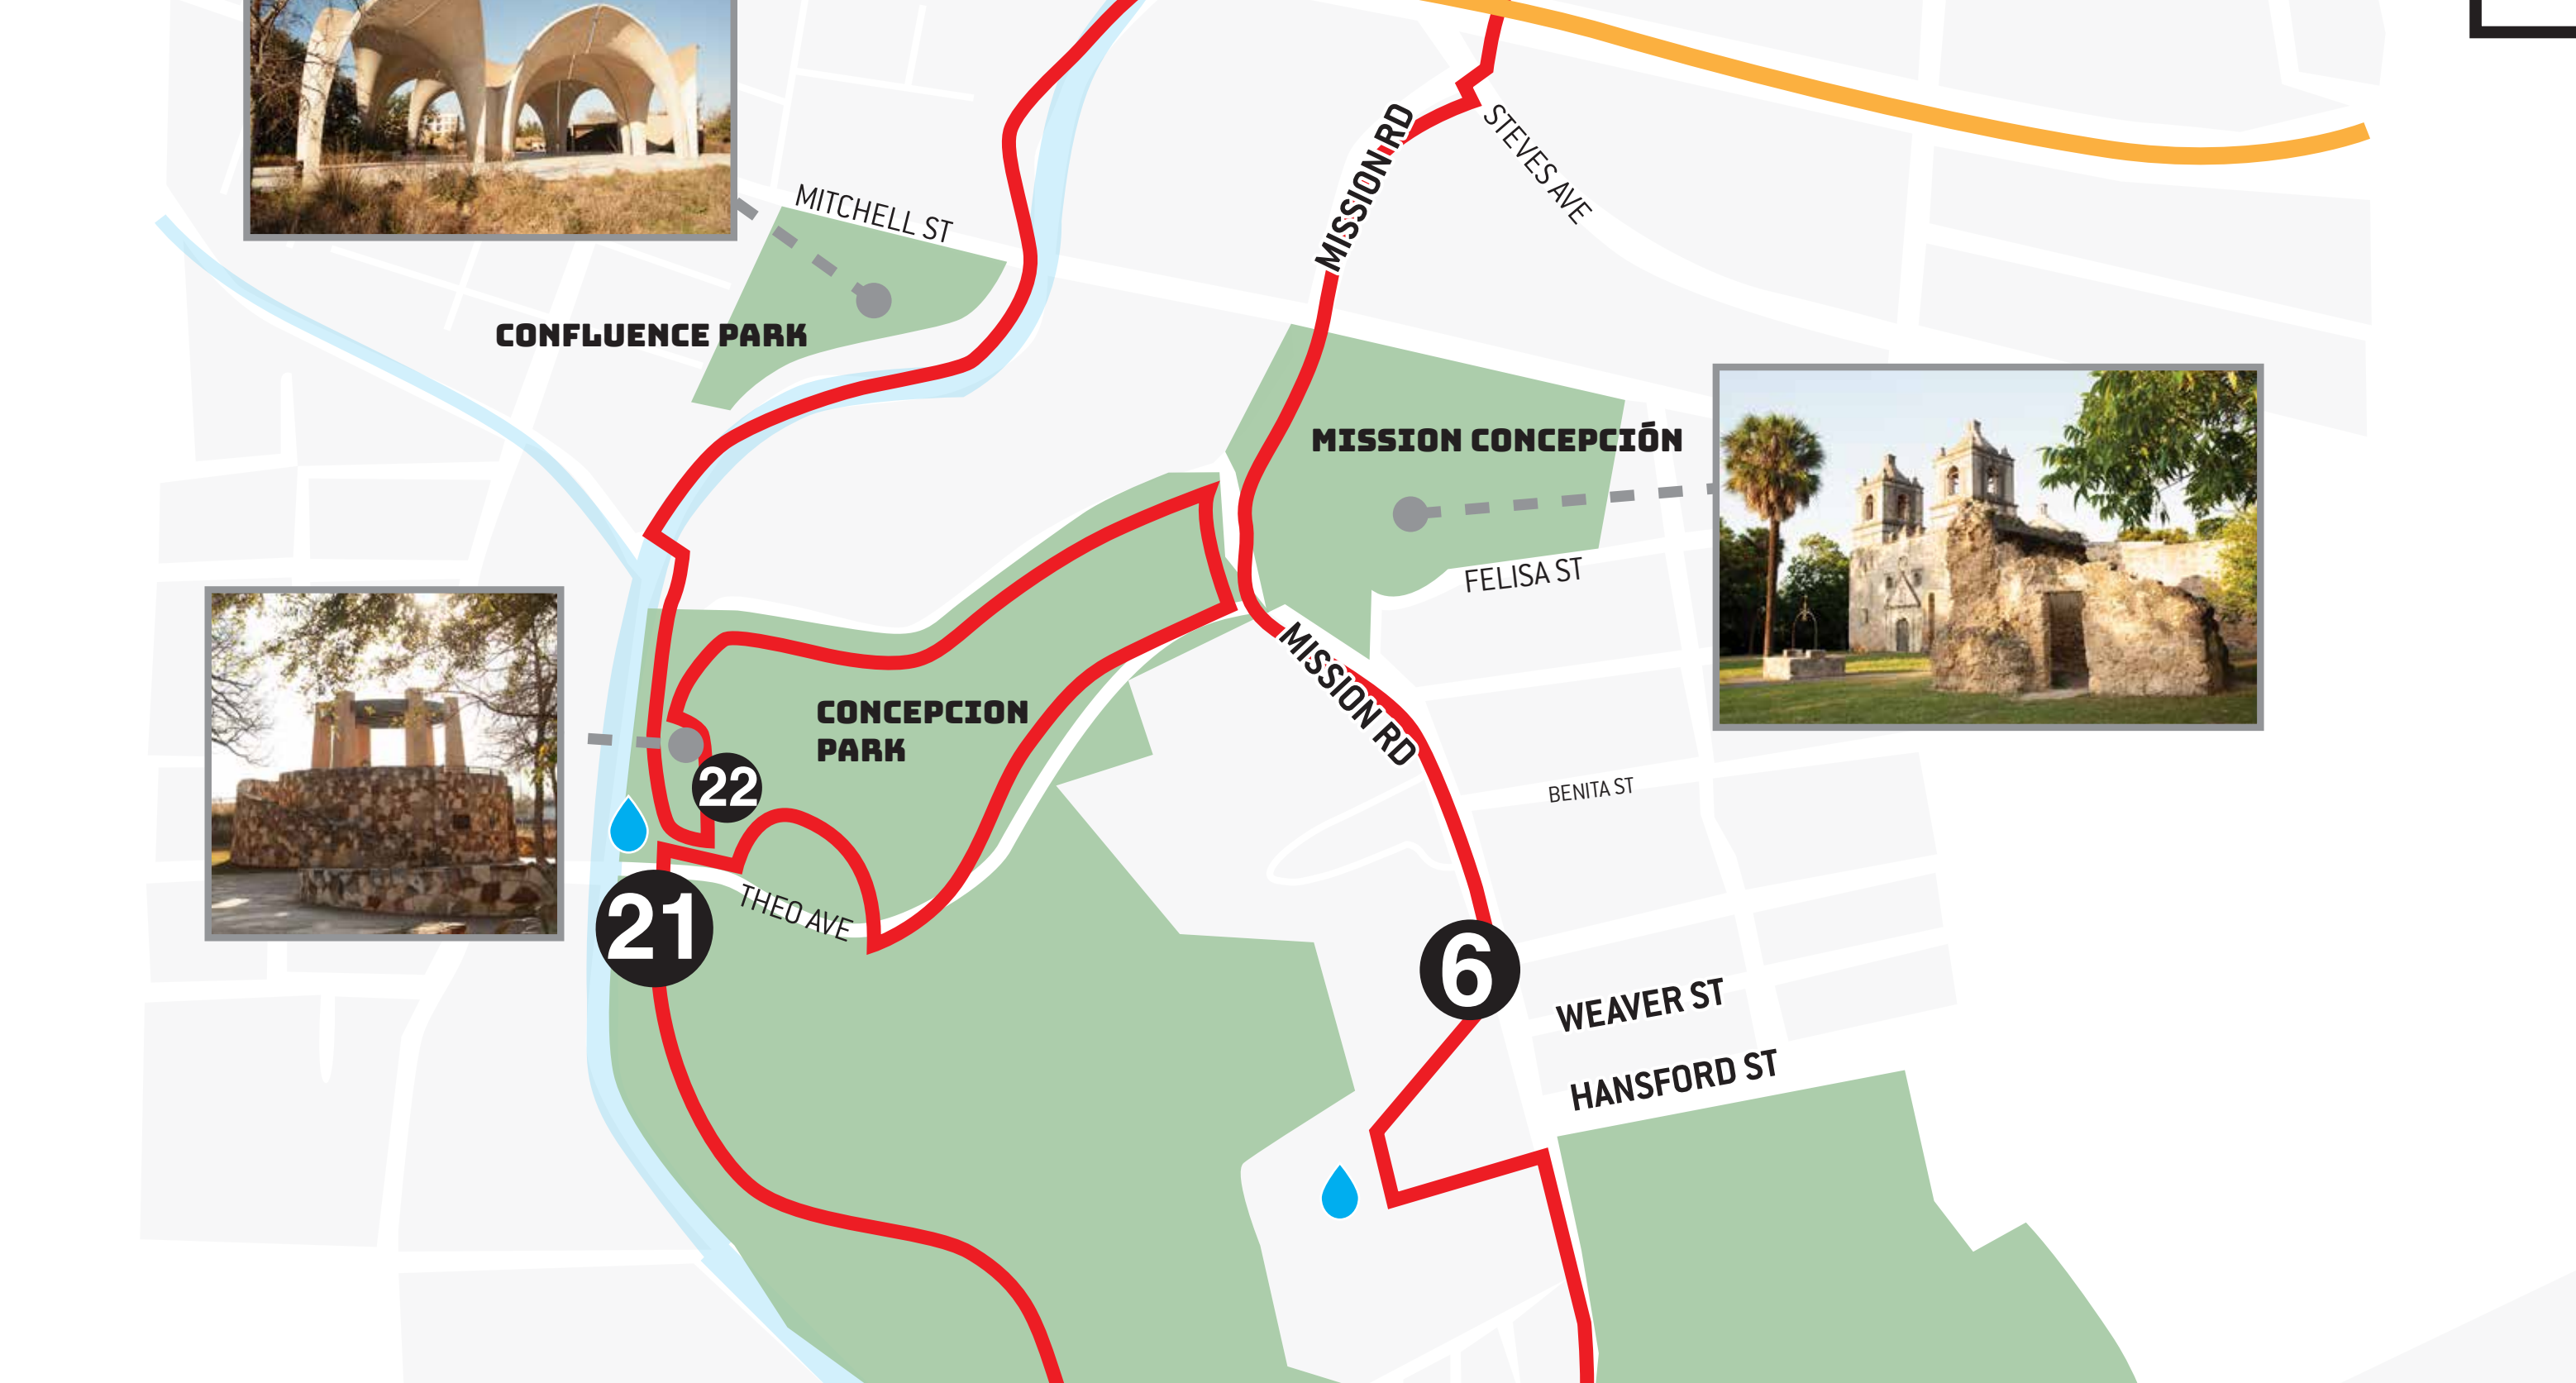 MISSION RD
STEVES AVE
MITCHELL ST
CONFLUENCE PARK
MISSION CONCEPCIÓN
FELISA ST
MISSION RD
CONCEPCION
PARK
22
BENITA ST
21
THEO AVE
6
WEAVER ST
HANSFORD ST